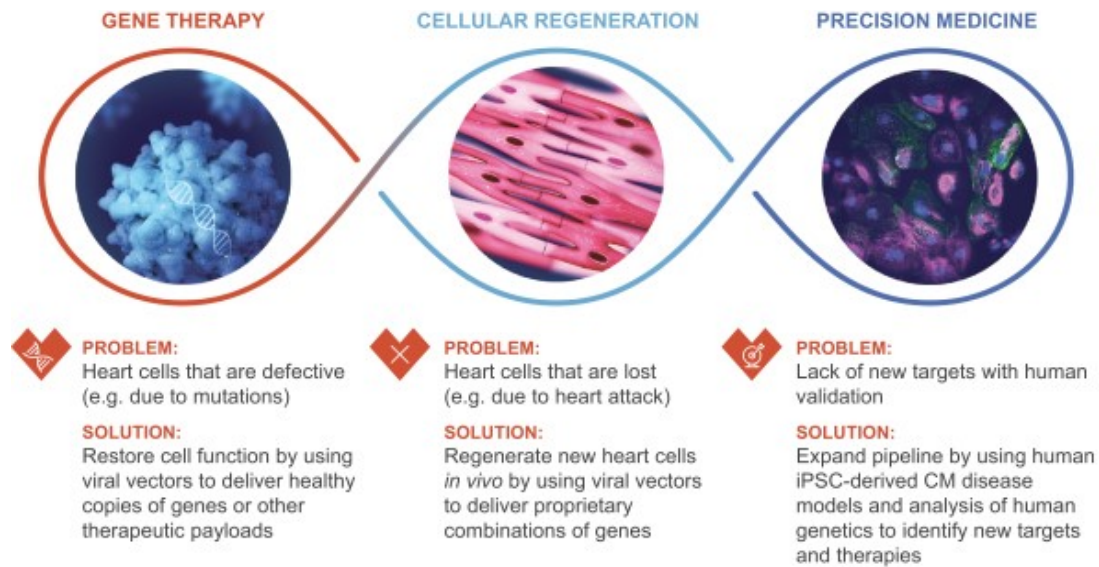 GENE THERAPY
CELLULAR REGENERATION
PRECISION MEDICINE
PROBLEM:
Heart cells that are defective
(e.g. due to mutations)
SOLUTION:
Restore cell function by using
viral vectors to deliver healthy
copies of genes or other
therapeutic payloads
PROBLEM:
Heart cells that are lost
(e.g. due to heart attack)
SOLUTION:
Regenerate new heart cells
in vivo by using viral vectors
to deliver proprietary
combinations of genes
PROBLEM:
Lack of new targets with human
validation
SOLUTION:
Expand pipeline by using human
iPSC-derived CM disease
models and analysis of human
genetics to identify new targets
and therapies